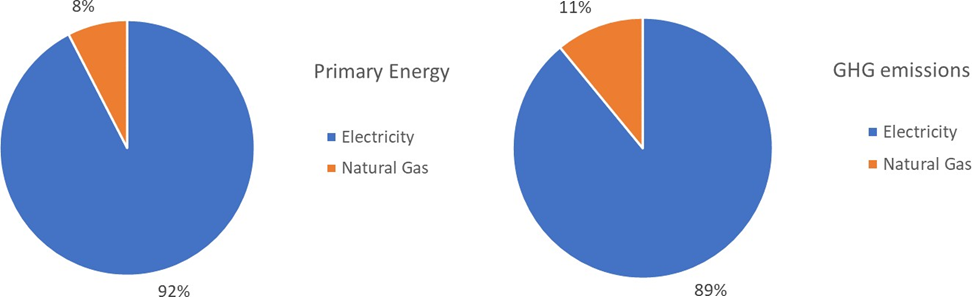 8%
Primary Energy
Electricity
Natural Gas
92%
11%
GHG emissions
Electricity
Natural Gas
89%